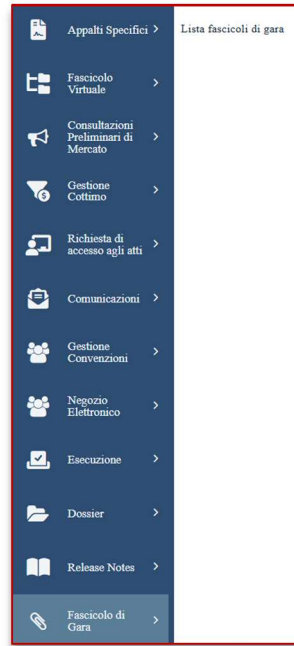 Appalti Specifici
Lista fascicoli di gara
Fascicolo
Virtuale
Consultazioni
Preliminari di
Mercato
Gestione
Cottimo
Richiesta di
accesso agli atti
Comunicazioni
Gestione
Convenzioni
Negozio
Elettronico
Esecuzione
Dossier
Release Notes
Fascicolo di
Gara